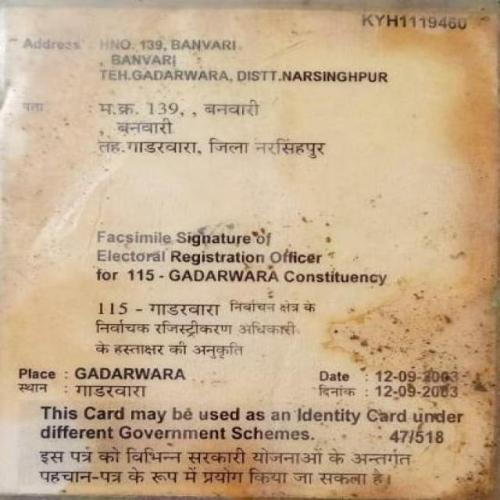 KYH1119460
Address : HNO. 139, BANVARI
, BANVARI
TEH.GADARWARA, DISTT.NARSINGHPUR
पता : म.क्र. 139, , बनवारी
, बनवारी
तह.गाडरवारा, जिला नरसिंहपुर
Facsimile Signature of
Electoral Registration Officer
for 115 - GADARWARA Constituency
115 - गाडरवारा निर्वाचन क्षेत्र के
निर्वाचक रजिस्ट्रीकरण अधिकारी
के हस्ताक्षर की अनुकृति
Place : GADARWARA Date : 12-09-2003
स्थान : गाडरवारा दिनांक : 12-09-2003
This Card may be used as an Identity Card under
different Government Schemes. 47/518
इस पत्र को विभिन्न सरकारी योजनाओं के अन्तर्गत
पहचान-पत्र के रूप में प्रयोग किया जा सकला है।